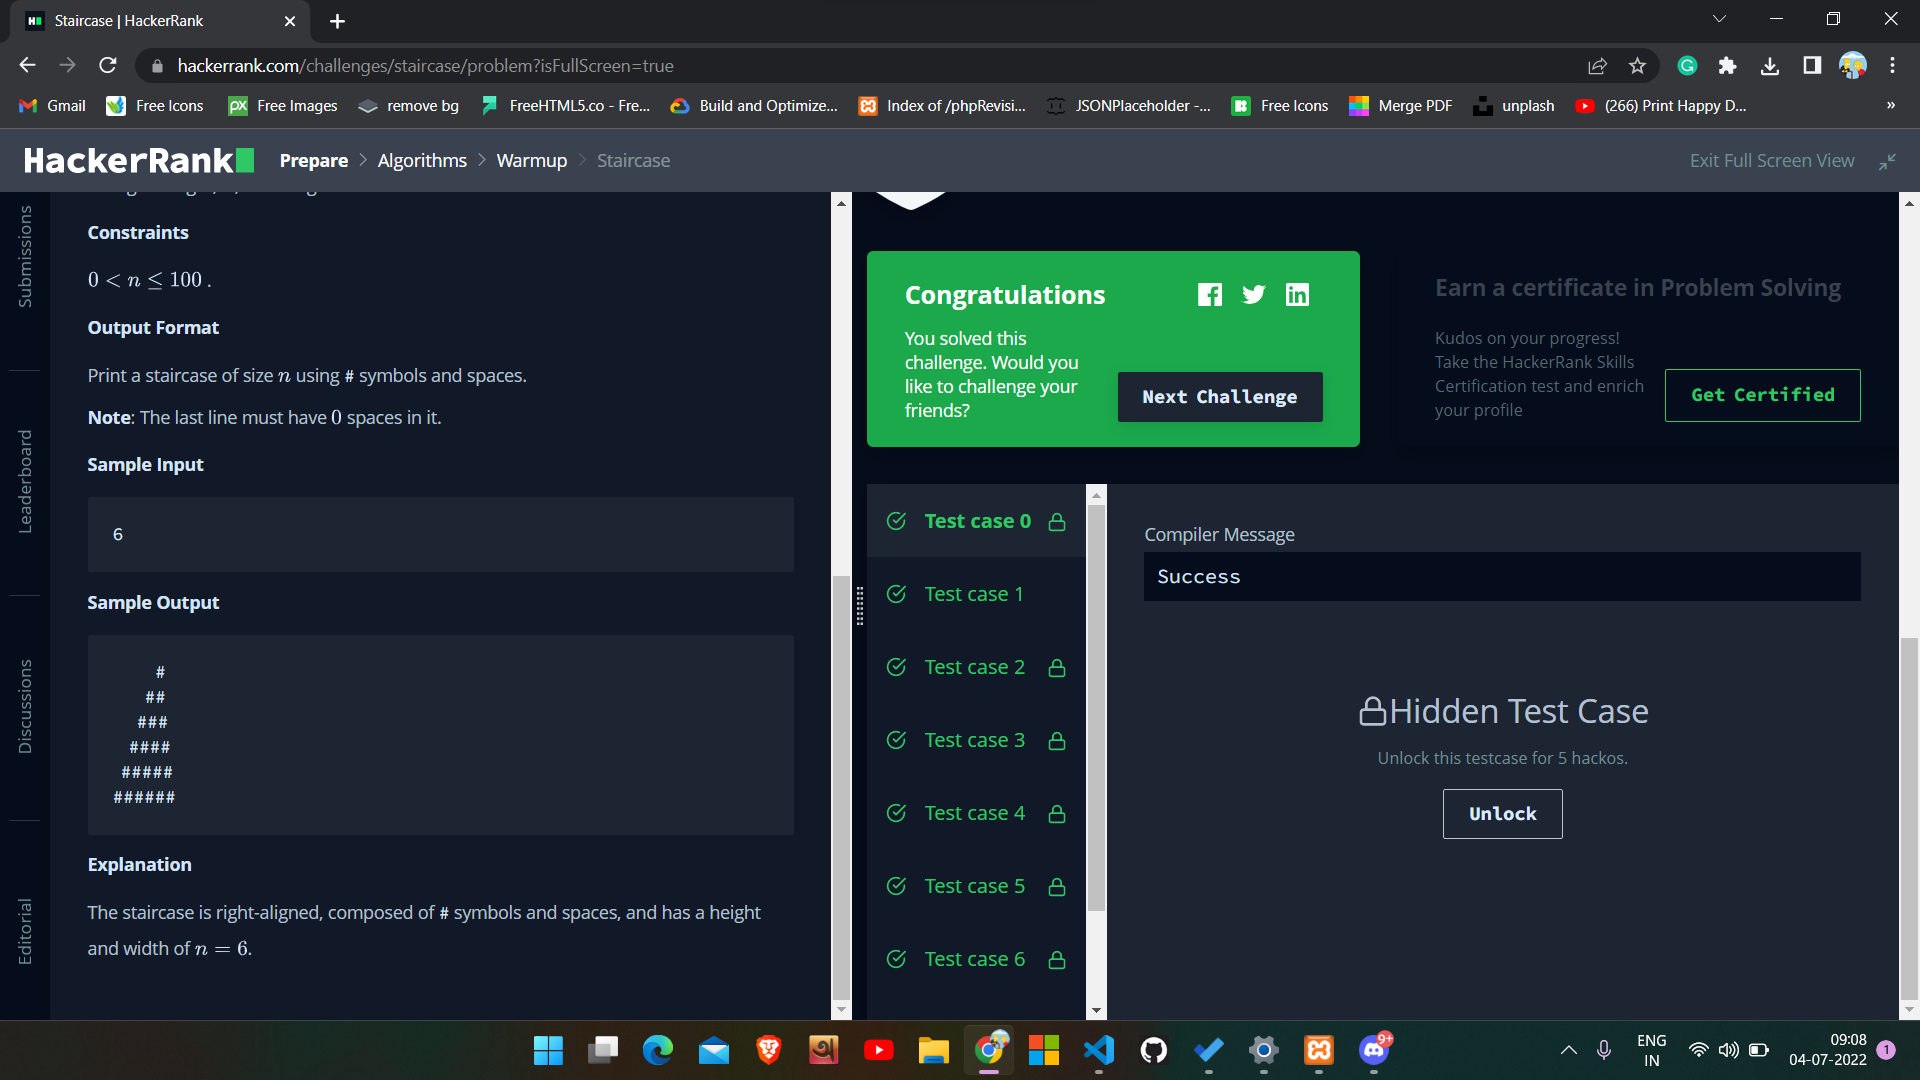 Staircase | HackerRank
hackerrank.com/challenges/staircase/problem?isFullScreen=true
Gmail
Free Icons
Free Images
remove bg
FreeHTML5.co - Fre...
Build and Optimize...
Index of /phpRevisi...
JSONPlaceholder -...
Free Icons
Merge PDF
unplash
(266) Print Happy D...
»
HackerRank
Prepare > Algorithms > Warmup > Staircase
Exit Full Screen View
Submissions
Leaderboard
Discussions
Editorial
Constraints
0 < n ≤ 100 .
Output Format
Print a staircase of size n using # symbols and spaces.
Note: The last line must have 0 spaces in it.
Sample Input
6
Sample Output
#
##
###
####
#####
######
Explanation
The staircase is right-aligned, composed of # symbols and spaces, and has a height
and width of n = 6.
Congratulations
You solved this
challenge. Would you
like to challenge your
friends?
Next Challenge
Earn a certificate in Problem Solving
Kudos on your progress!
Take the HackerRank Skills
Certification test and enrich
your profile
Get Certified
Test case 0
Test case 1
Test case 2
Test case 3
Test case 4
Test case 5
Test case 6
Compiler Message
Success
Hidden Test Case
Unlock this testcase for 5 hackos.
Unlock
9+
ENG
IN
09:08
04-07-2022
1